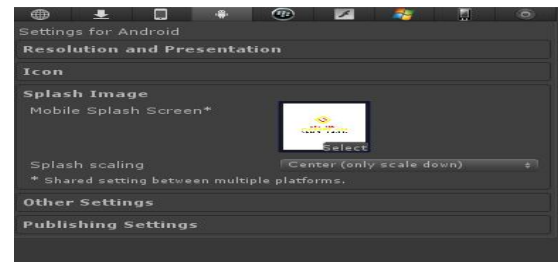 Settings for Android
Resolution and Presentation
Icon
Splash Image
Mobile Splash Screen*
Select
Splash scaling
Center (only scale down)
* Shared setting between multiple platforms.
Other Settings
Publishing Settings